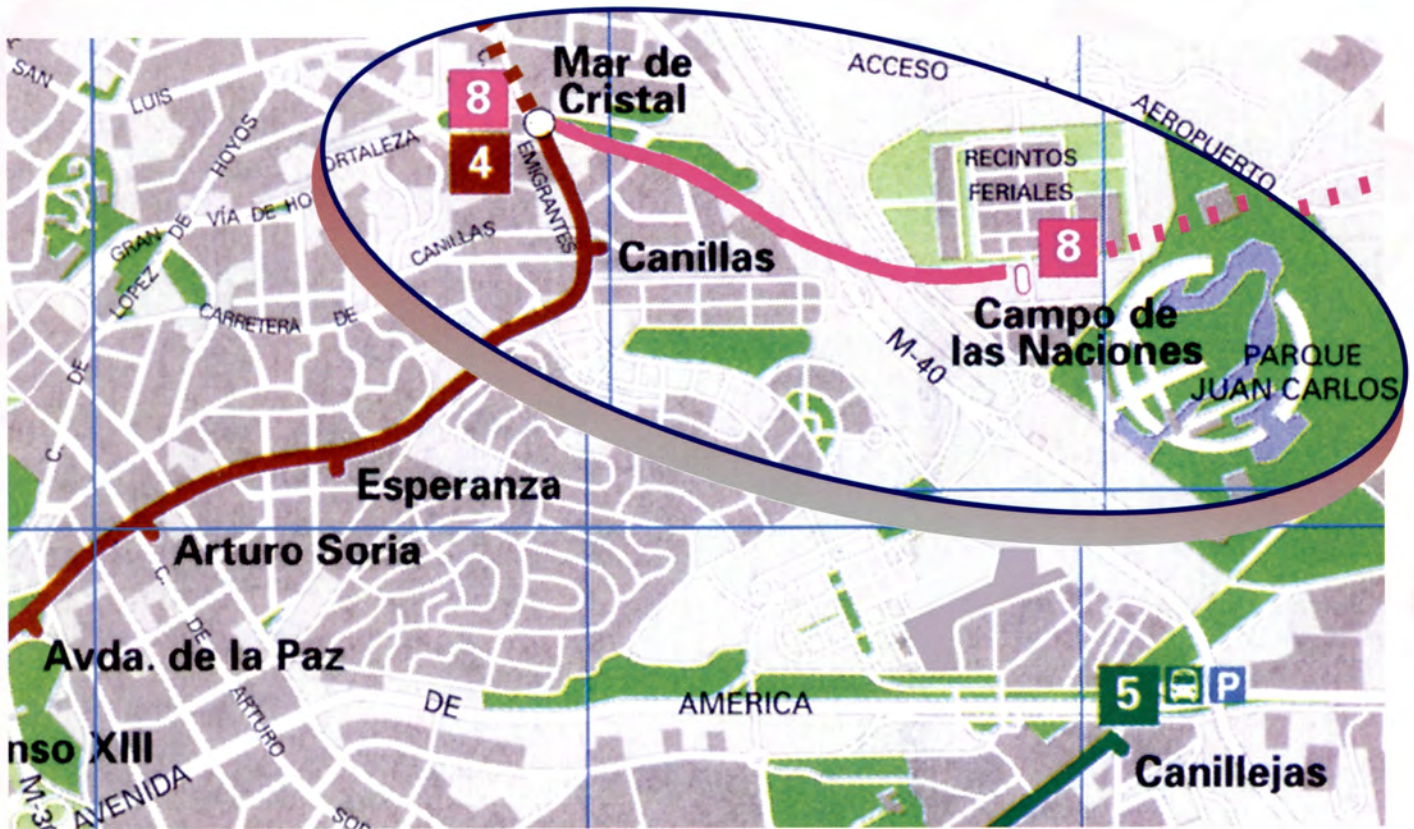 SAN
LUIS
HOYOS
DE
LOPEZ
DE
C.
GRAN
VÍA DE HO
ORTALEZA
CARRETERA DE
CANILLAS
EMIGRANTES
C.
8
4
Mar de
Cristal
ACCESO
AEROPUERTO
RECINTOS
FERIALES
8
Canillas
Campo de
las Naciones
M-40
PARQUE
JUAN CARLOS
Esperanza
Arturo Soria
Avda. de la Paz
C.
DE
ARTURO
nso XIII
AVENIDA
DE
AMERICA
5
P
Canillejas